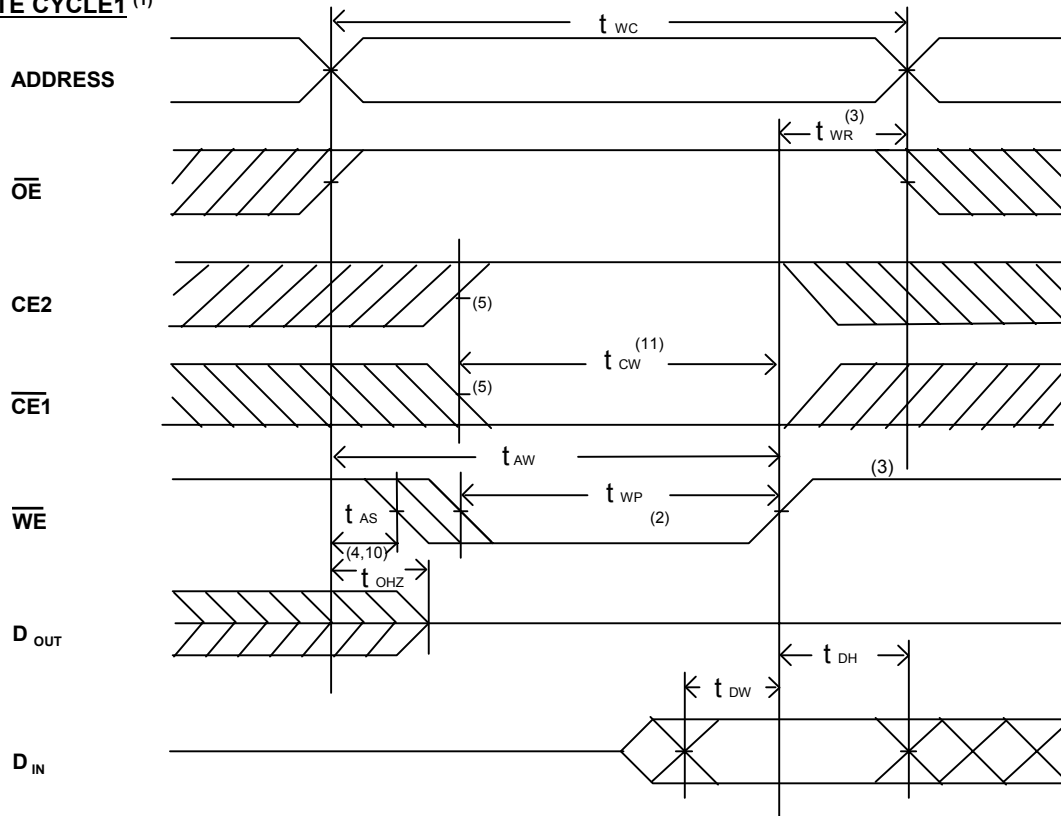 TE CYCLE1 (1)
t WC
ADDRESS
t WR (3)
OE
CE2
(5)
t CW (11)
CE1
(5)
t AW
WE
t AS
t WP
(2)
(3)
(4,10)
t OHZ
D OUT
t DH
t DW
D IN